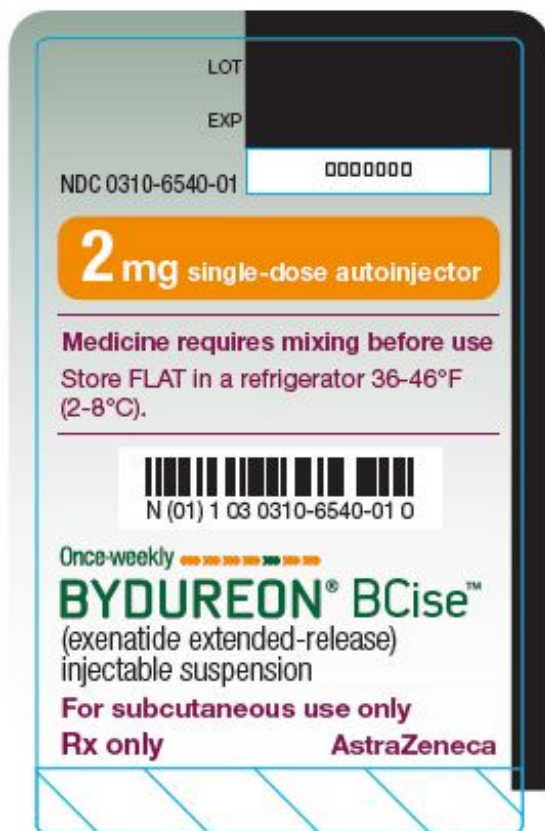 LOT
EXP
NDC 0310-6540-01
0000000
2 mg single-dose autoinjector
Medicine requires mixing before use
Store FLAT in a refrigerator 36-46°F
(2-8°C).
N (01) 1 03 0310-6540-01 0
Once-weekly
BYDUREON® BCise™
(exenatide extended-release)
injectable suspension
For subcutaneous use only
Rx only AstraZeneca